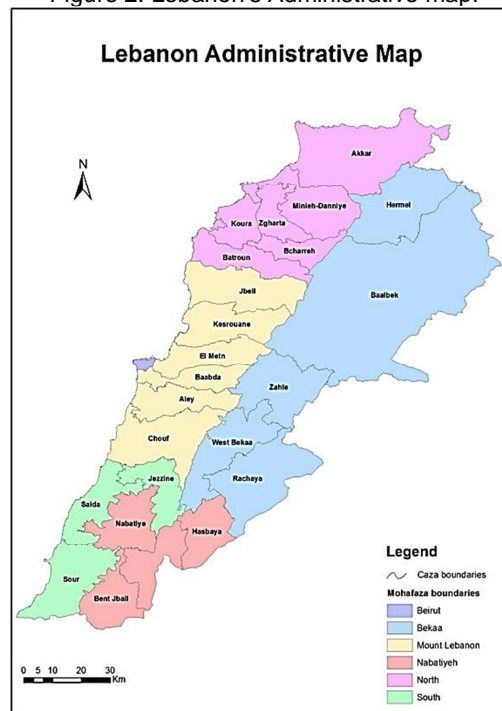 Figure 2: Lebanon's Administrative map.
Lebanon Administrative Map
N
Akkar
Hermel
Minieh-Danniye
Koura
Zgharta
Bcharreh
Batroun
Jbeil
Baalbek
Kesrouane
El Metn
Baabda
Zahle
Aley
Chouf
West Bekaa
Jezzine
Rachaya
Saida
Nabatiye
Hasbaya
Sour
Bent Jbail
Legend
Caza boundaries
Mohafaza boundaries
Beirut
Bekaa
Mount Lebanon
Nabatiyeh
North
South
0 5 10 20 30
Km